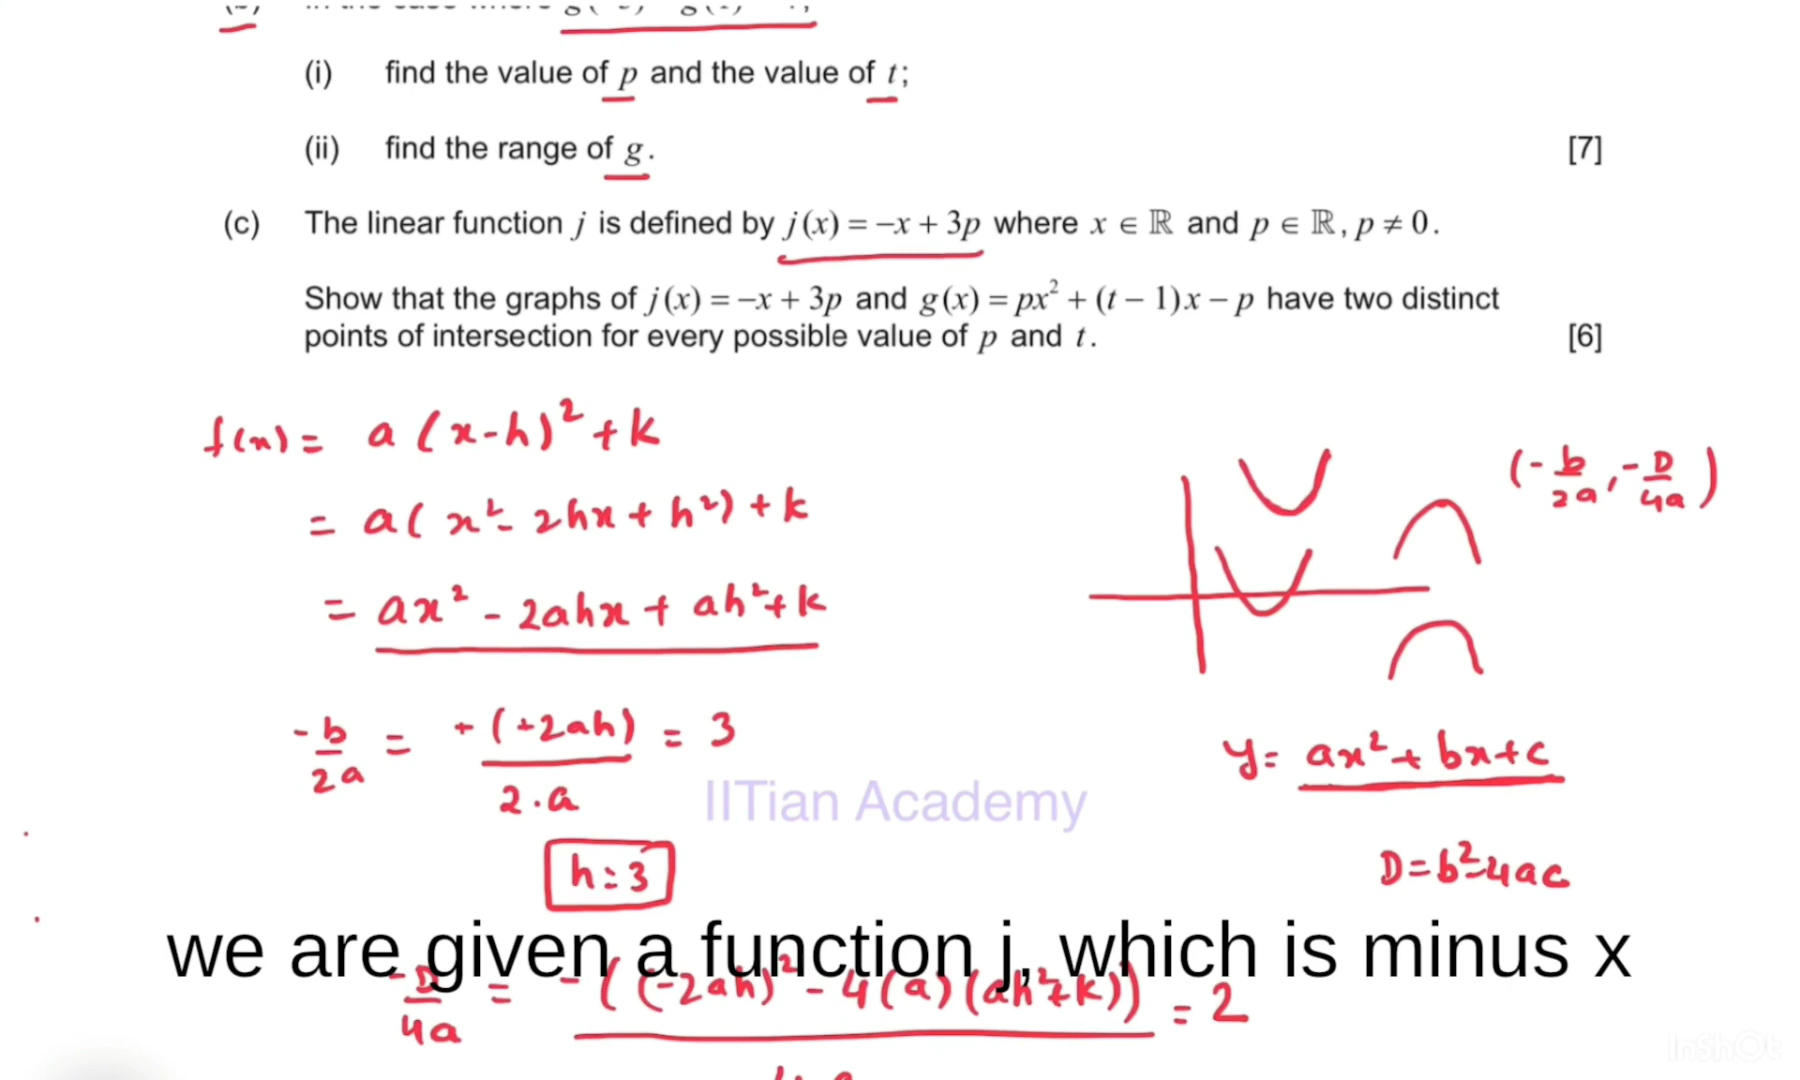 (i) find the value of p and the value of t;
(ii) find the range of g. [7]
(c) The linear function j is defined by j(x) = −x + 3p where x ∈ ℝ and p ∈ ℝ, p ≠ 0.
Show that the graphs of j(x) = −x + 3p and g(x) = px² + (t − 1)x − p have two distinct
points of intersection for every possible value of p and t. [6]
f(x) = a(x-h)² + k
= a(x² - 2hx + h²) + k
= ax² - 2ahx + ah² + k
(-b/2a, -D/4a)
-b/2a = +(+2ah)/2.a = 3
y = ax² + bx + c
IITian Academy
h = 3
D = b² - 4ac
we are given a function j, which is minus x
-D/4a = -((-2ah)² - 4(a)(ah² + k)) = 2
InShOt